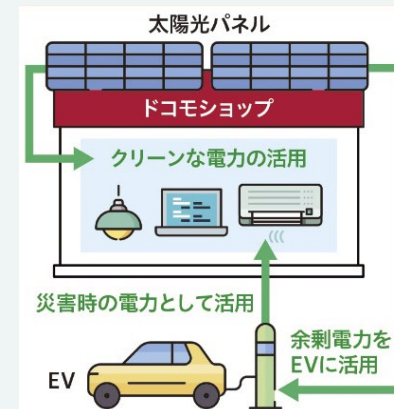 太陽光パネル
ドコモショップ
クリーンな電力の活用
災害時の電力として活用
余剰電力を
EVに活用
EV